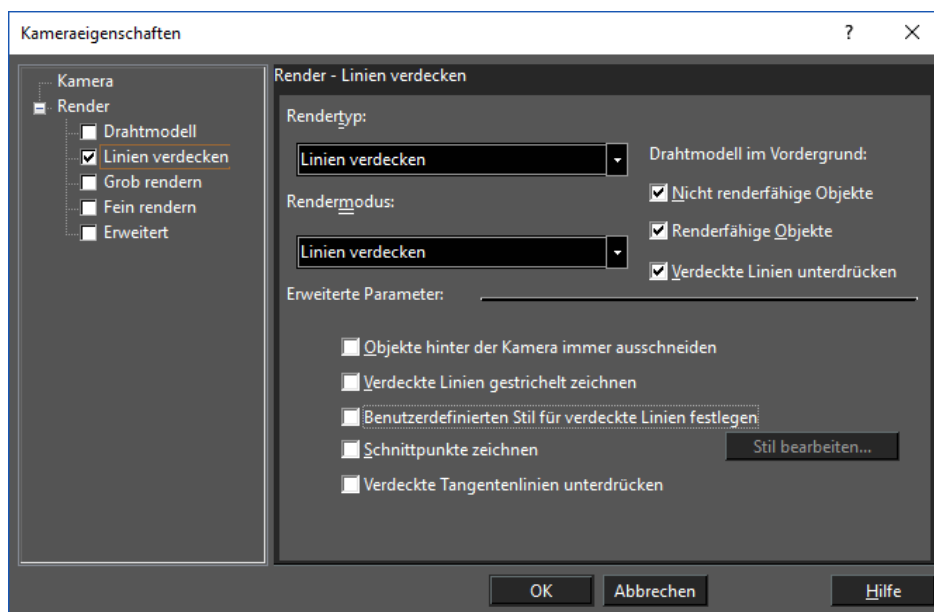 Kameraeigenschaften ?
Kamera
Render
Drahtmodell
Linien verdecken
Grob rendern
Fein rendern
Erweitert
Render - Linien verdecken
Rendertyp:
Linien verdecken
Rendermodus:
Linien verdecken
Drahtmodell im Vordergrund:
Nicht renderfähige Objekte
Renderfähige Objekte
Verdeckte Linien unterdrücken
Erweiterte Parameter:
Objekte hinter der Kamera immer ausschneiden
Verdeckte Linien gestrichelt zeichnen
Benutzerdefinierten Stil für verdeckte Linien festlegen
Schnittpunkte zeichnen
Stil bearbeiten...
Verdeckte Tangentenlinien unterdrücken
OK Abbrechen Hilfe